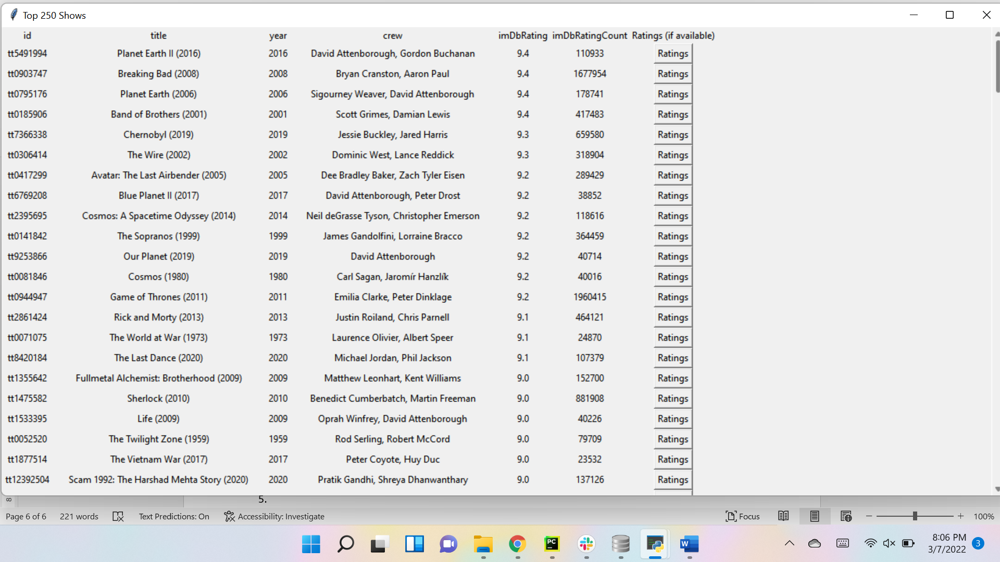 Top 250 Shows
id title year crew imDbRating imDbRatingCount Ratings (if available)
tt5491994 Planet Earth II (2016) 2016 David Attenborough, Gordon Buchanan 9.4 110933 Ratings
tt0903747 Breaking Bad (2008) 2008 Bryan Cranston, Aaron Paul 9.4 1677954 Ratings
tt0795176 Planet Earth (2006) 2006 Sigourney Weaver, David Attenborough 9.4 178741 Ratings
tt0185906 Band of Brothers (2001) 2001 Scott Grimes, Damian Lewis 9.4 417483 Ratings
tt7366338 Chernobyl (2019) 2019 Jessie Buckley, Jared Harris 9.3 659580 Ratings
tt0306414 The Wire (2002) 2002 Dominic West, Lance Reddick 9.3 318904 Ratings
tt0417299 Avatar: The Last Airbender (2005) 2005 Dee Bradley Baker, Zach Tyler Eisen 9.2 289429 Ratings
tt6769208 Blue Planet II (2017) 2017 David Attenborough, Peter Drost 9.2 38852 Ratings
tt2395695 Cosmos: A Spacetime Odyssey (2014) 2014 Neil deGrasse Tyson, Christopher Emerson 9.2 118616 Ratings
tt0141842 The Sopranos (1999) 1999 James Gandolfini, Lorraine Bracco 9.2 364459 Ratings
tt9253866 Our Planet (2019) 2019 David Attenborough 9.2 40714 Ratings
tt0081846 Cosmos (1980) 1980 Carl Sagan, Jaromír Hanzlík 9.2 40016 Ratings
tt0944947 Game of Thrones (2011) 2011 Emilia Clarke, Peter Dinklage 9.2 1960415 Ratings
tt2861424 Rick and Morty (2013) 2013 Justin Roiland, Chris Parnell 9.1 464121 Ratings
tt0071075 The World at War (1973) 1973 Laurence Olivier, Albert Speer 9.1 24870 Ratings
tt8420184 The Last Dance (2020) 2020 Michael Jordan, Phil Jackson 9.1 107379 Ratings
tt1355642 Fullmetal Alchemist: Brotherhood (2009) 2009 Matthew Leonhart, Kent Williams 9.0 152700 Ratings
tt1475582 Sherlock (2010) 2010 Benedict Cumberbatch, Martin Freeman 9.0 881908 Ratings
tt1533395 Life (2009) 2009 Oprah Winfrey, David Attenborough 9.0 40226 Ratings
tt0052520 The Twilight Zone (1959) 1959 Rod Serling, Robert McCord 9.0 79709 Ratings
tt1877514 The Vietnam War (2017) 2017 Peter Coyote, Huy Duc 9.0 23532 Ratings
tt12392504 Scam 1992: The Harshad Mehta Story (2020) 2020 Pratik Gandhi, Shreya Dhanwanthary 9.0 137126 Ratings
8 5.
Page 6 of 6 221 words Text Predictions: On Accessibility: Investigate Focus 100%
PC W 8:06 PM 3
3/7/2022